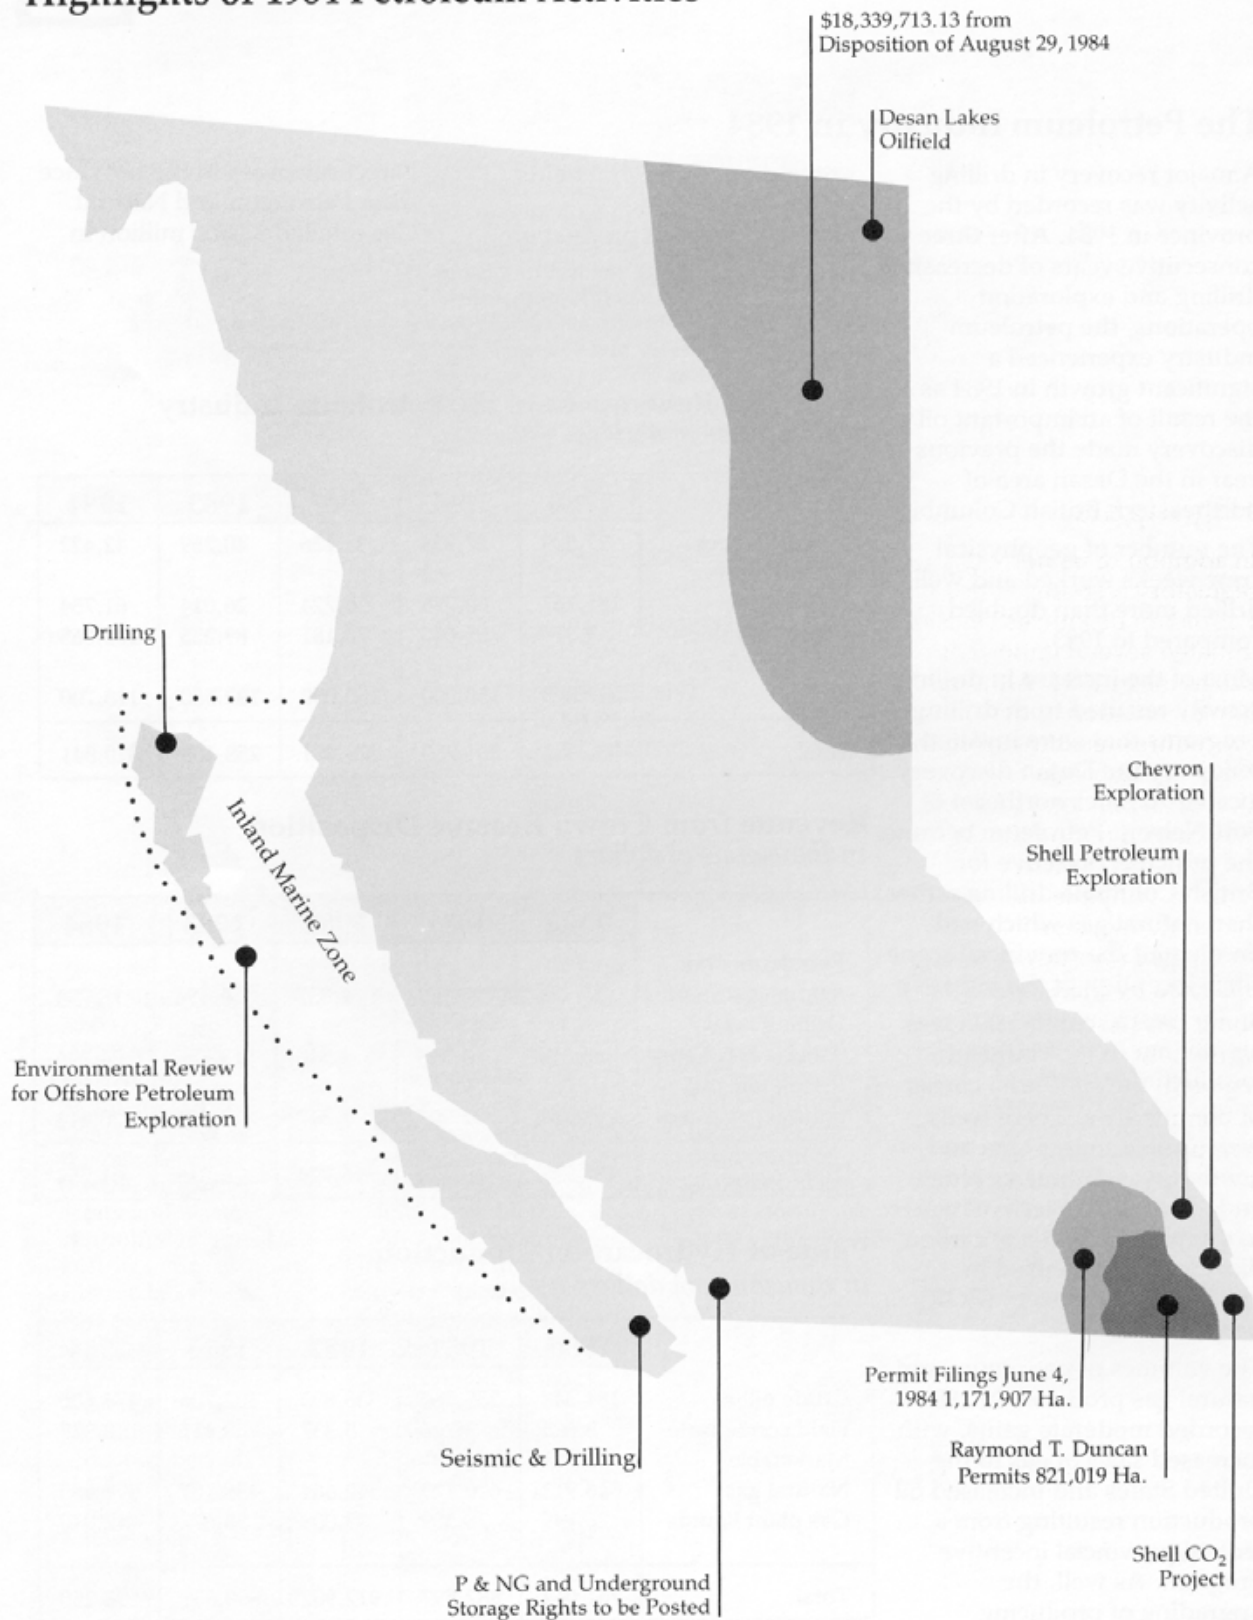 Highlights of 1984 Petroleum Activities
$18,339,713.13 from
Disposition of August 29, 1984
Desan Lakes
Oilfield
Drilling
Inland Marine Zone
Chevron
Exploration
Shell Petroleum
Exploration
Environmental Review
for Offshore Petroleum
Exploration
Permit Filings June 4,
1984 1,171,907 Ha.
Seismic & Drilling
Raymond T. Duncan
Permits 821,019 Ha.
Shell CO₂
Project
P & NG and Underground
Storage Rights to be Posted